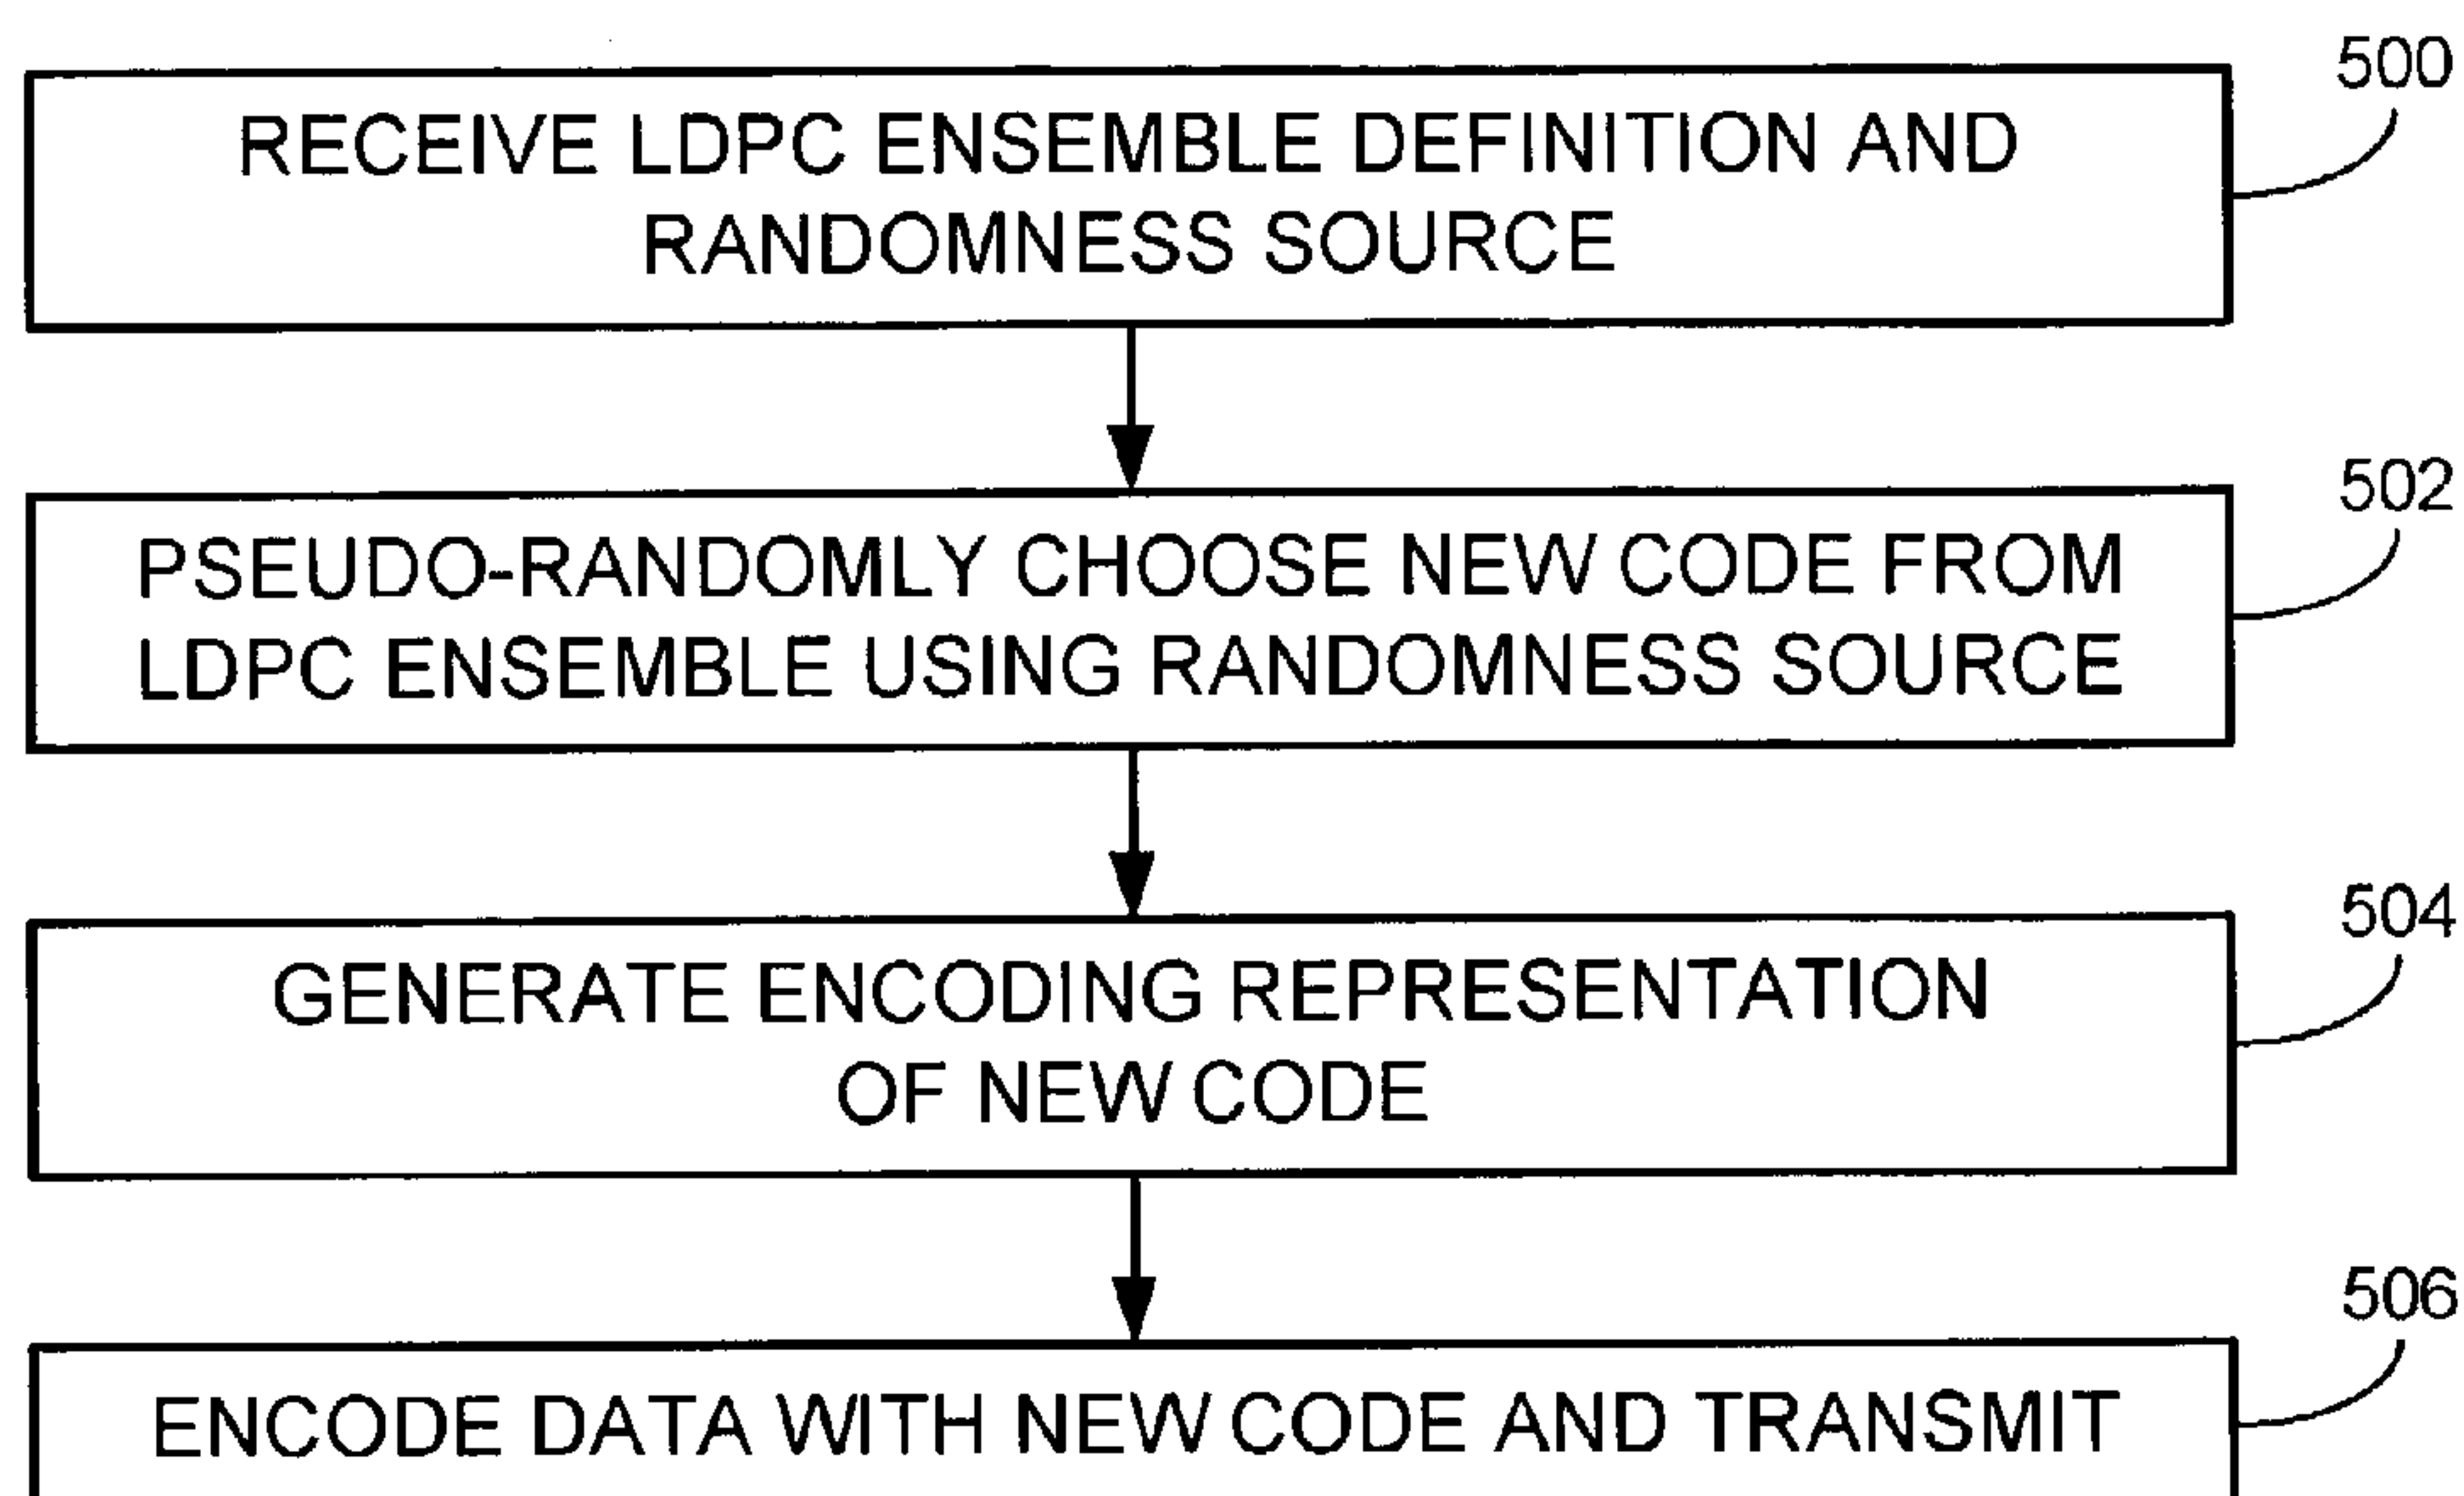 500
RECEIVE LDPC ENSEMBLE DEFINITION AND
RANDOMNESS SOURCE
502
PSEUDO-RANDOMLY CHOOSE NEW CODE FROM
LDPC ENSEMBLE USING RANDOMNESS SOURCE
504
GENERATE ENCODING REPRESENTATION
OF NEW CODE
506
ENCODE DATA WITH NEW CODE AND TRANSMIT